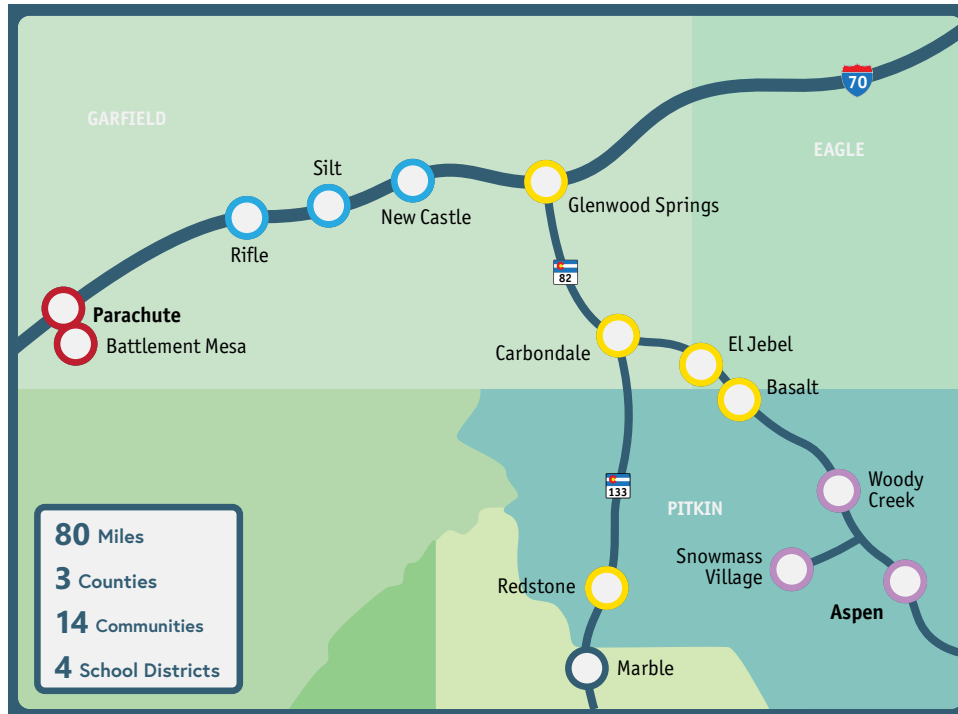 70
GARFIELD
EAGLE
Silt
New Castle
Glenwood Springs
Rifle
82
Parachute
Battlement Mesa
Carbondale
El Jebel
Basalt
133
Woody
Creek
PITKIN
Snowmass
Village
Redstone
Aspen
Marble
80 Miles
3 Counties
14 Communities
4 School Districts